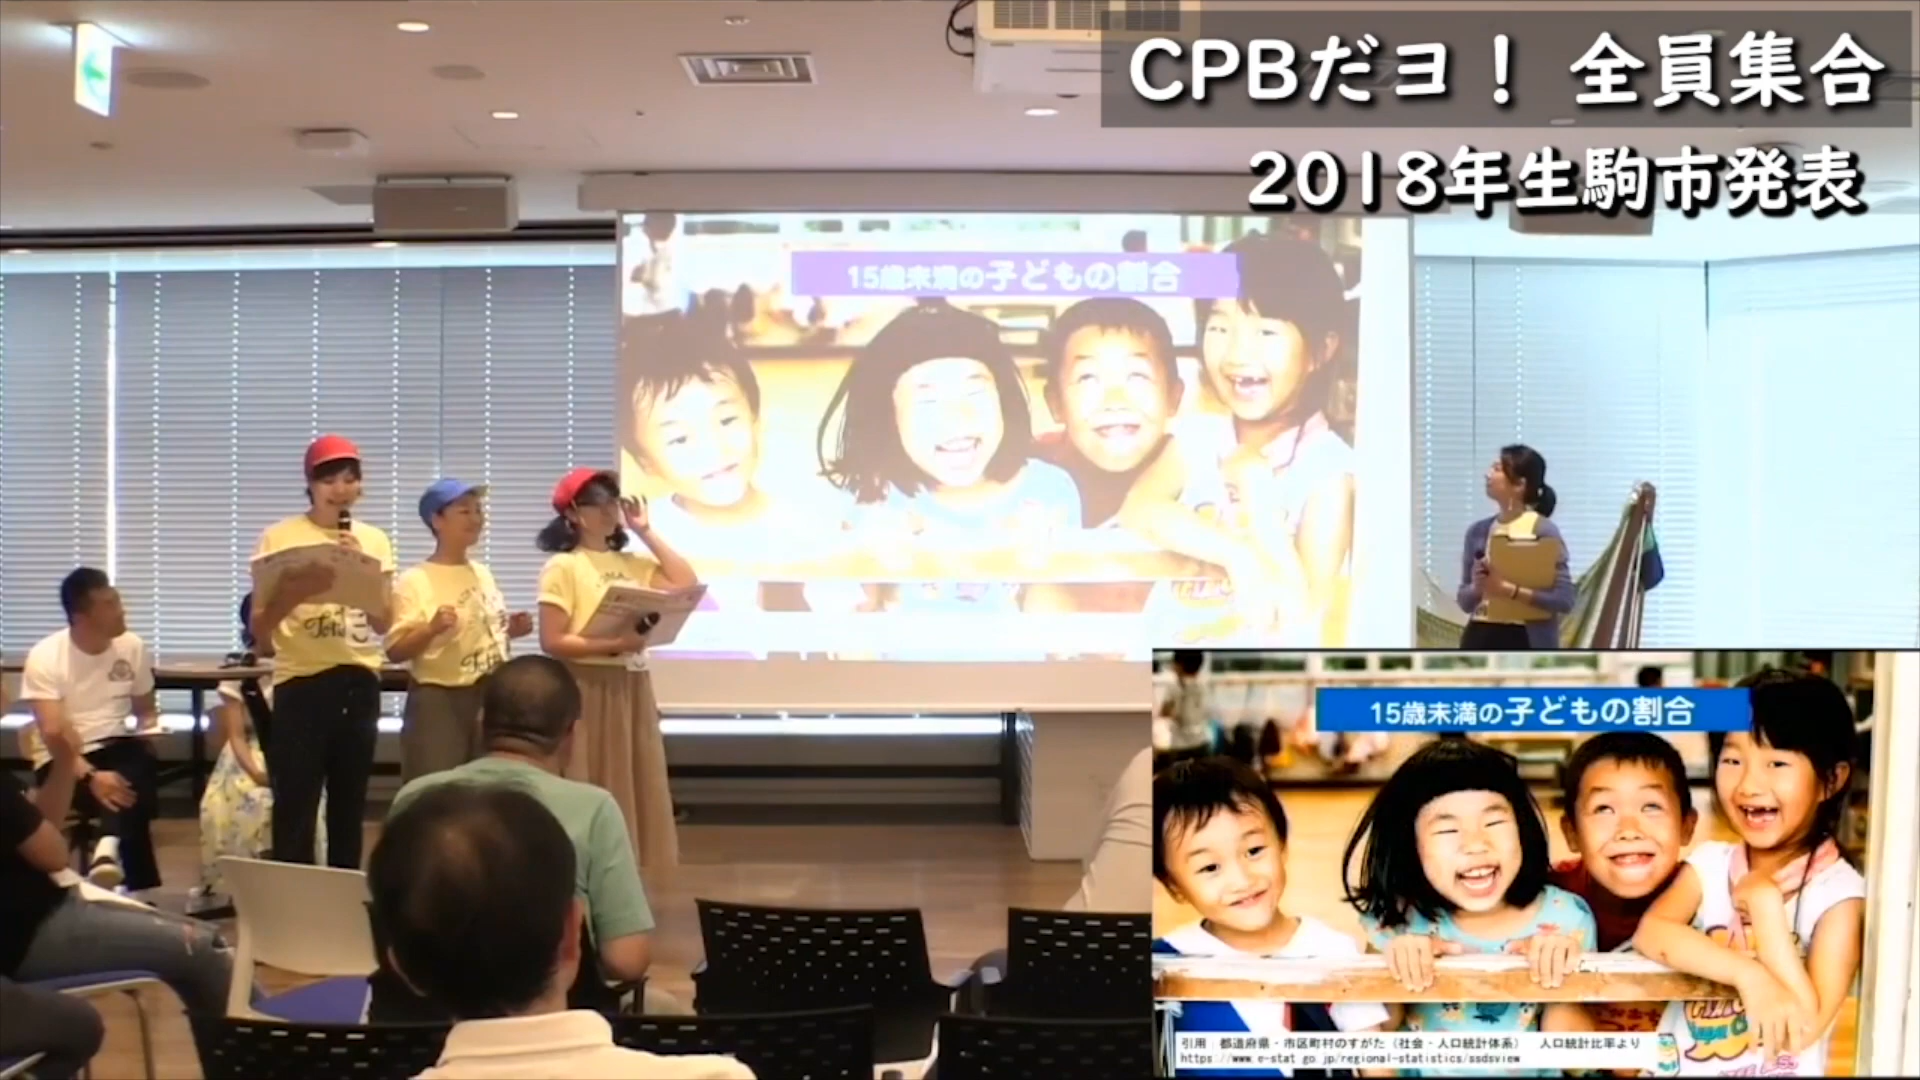 CPBだヨ! 全員集合
2018年生駒市発表
15歳未満の子どもの割合
15歳未満の子どもの割合
引用:都道府県・市区町村のすがた(社会・人口統計体系) 人口統計比率より
https://www.e-stat.go.jp/regional-statistics/ssdsview